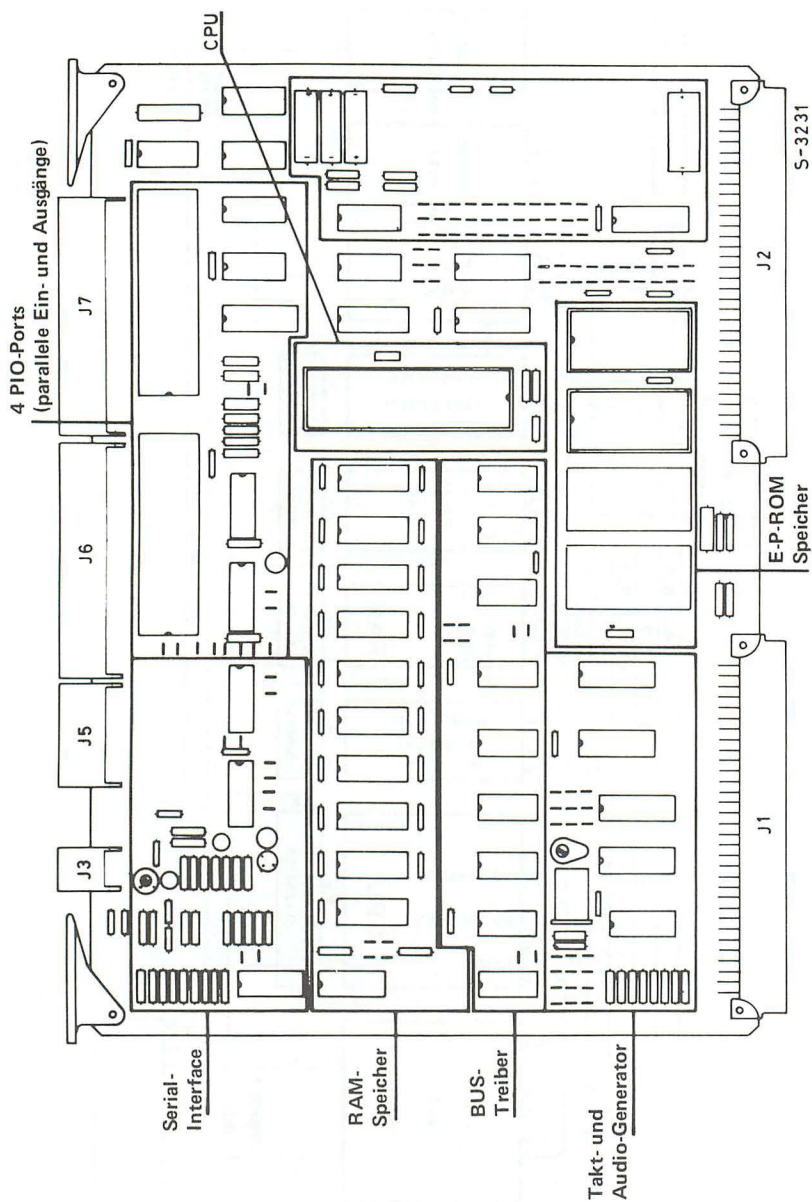 4 PIO-Ports
(parallele Ein- und Ausgänge)
CPU
J3
J5
J6
J7
Serial-
Interface
RAM-
Speicher
BUS-
Treiber
Takt- und
Audio-Generator
E-P-ROM
Speicher
J1
J2
S-3231